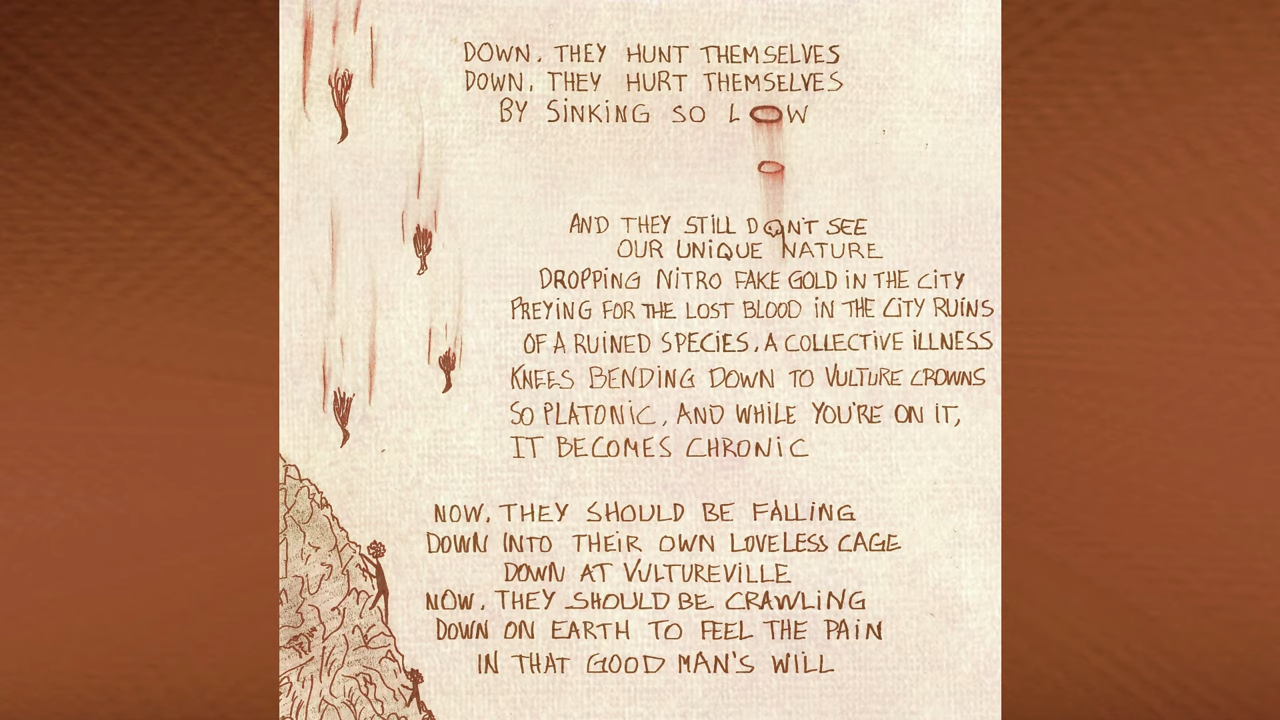 DOWN, THEY HUNT THEMSELVES
DOWN, THEY HURT THEMSELVES
BY SINKING SO LOW
AND THEY STILL DONT SEE
OUR UNIQUE NATURE
DROPPING NITRO FAKE GOLD IN THE CITY
PREYING FOR THE LOST BLOOD IN THE CITY RUINS
OF A RUINED SPECIES, A COLLECTIVE ILLNESS
KNEES BENDING DOWN TO VULTURE CROWNS
SO PLATONIC, AND WHILE YOU'RE ON IT,
IT BECOMES CHRONIC
NOW, THEY SHOULD BE FALLING
DOWN INTO THEIR OWN LOVELESS CAGE
DOWN AT VULTUREVILLE
NOW, THEY SHOULD BE CRAWLING
DOWN ON EARTH TO FEEL THE PAIN
IN THAT GOOD MAN'S WILL